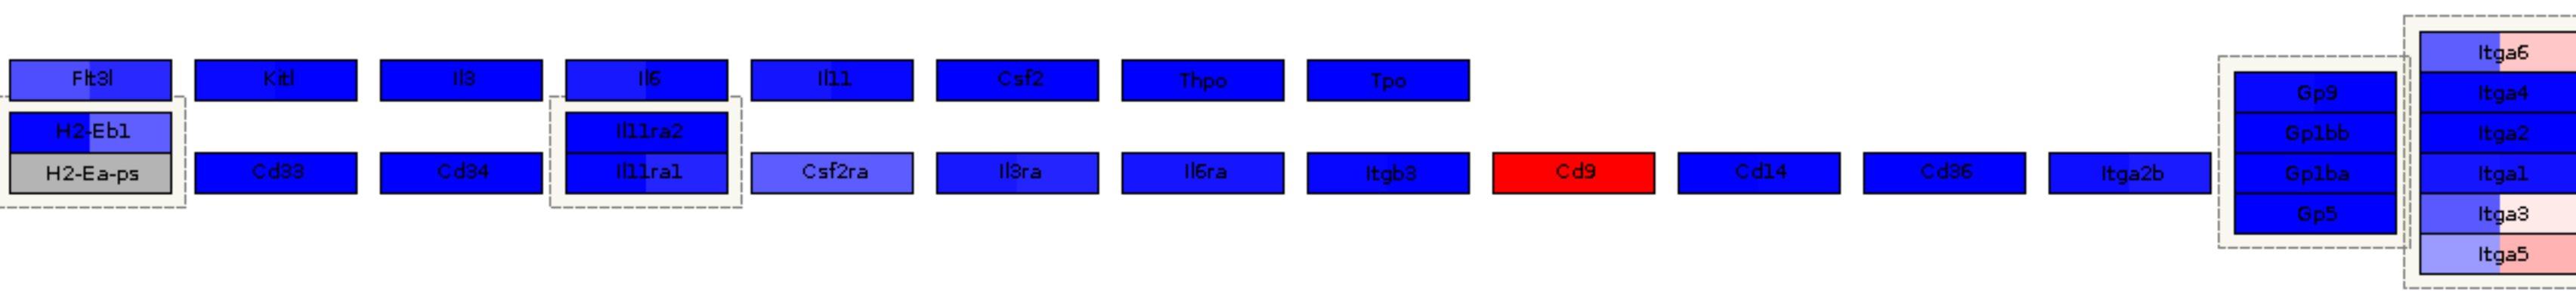 Flt3l Kitl Il3 Il6 Il11 Csf2 Thpo Tpo
H2-Eb1 Il11ra2
H2-Ea-ps Cd33 Cd34 Il11ra1 Csf2ra Il3ra Il6ra Itgb3 Cd9 Cd14 Cd36 Itga2b
Gp9
Gp1bb
Gp1ba
Gp5
Itga6
Itga4
Itga2
Itga1
Itga3
Itga5